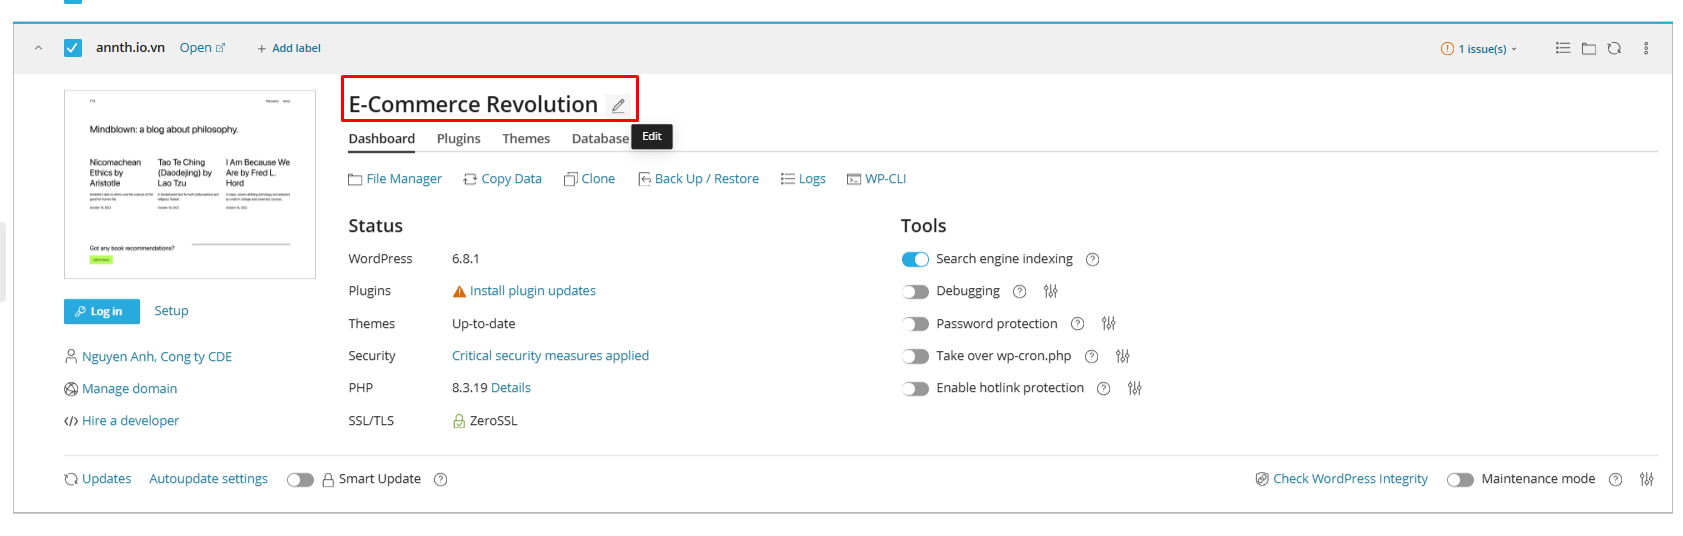 annth.io.vn Open + Add label 1 issue(s)
Mindblown: a blog about philosophy.
Nicomachean Ethics by Aristotle
Tao Te Ching (Daodejing) by Lao Tzu
I Am Because We Are by Fred L. Hord
Got any book recommendations?
Log in Setup
Nguyen Anh, Cong ty CDE
Manage domain
</> Hire a developer
E-Commerce Revolution
Dashboard Plugins Themes Database
Edit
File Manager Copy Data Clone Back Up / Restore Logs WP-CLI
Status
WordPress 6.8.1
Plugins Install plugin updates
Themes Up-to-date
Security Critical security measures applied
PHP 8.3.19 Details
SSL/TLS ZeroSSL
Tools
Search engine indexing
Debugging
Password protection
Take over wp-cron.php
Enable hotlink protection
Updates Autoupdate settings Smart Update Check WordPress Integrity Maintenance mode